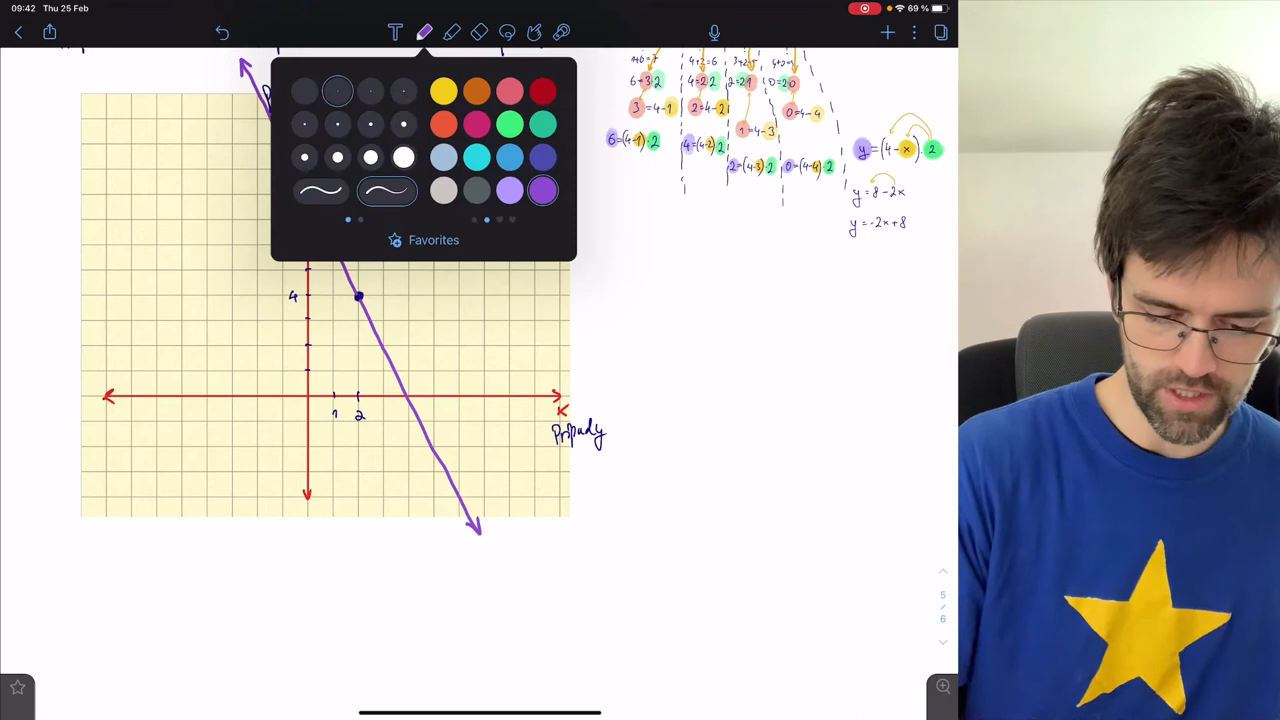 09:42 Thu 25 Feb
69 %
T
6=3·2
4=2·2
2=2·1
0=2·0
3=4-1
2=4-2
1=4-3
0=4-4
6=(4-1)·2
4=(4-2)·2
2=(4-3)·2
0=(4-4)·2
y=(4-x)·2
y=8-2x
y=-2x+8
Favorites
4
1 2
x
Prípady
5
/
6